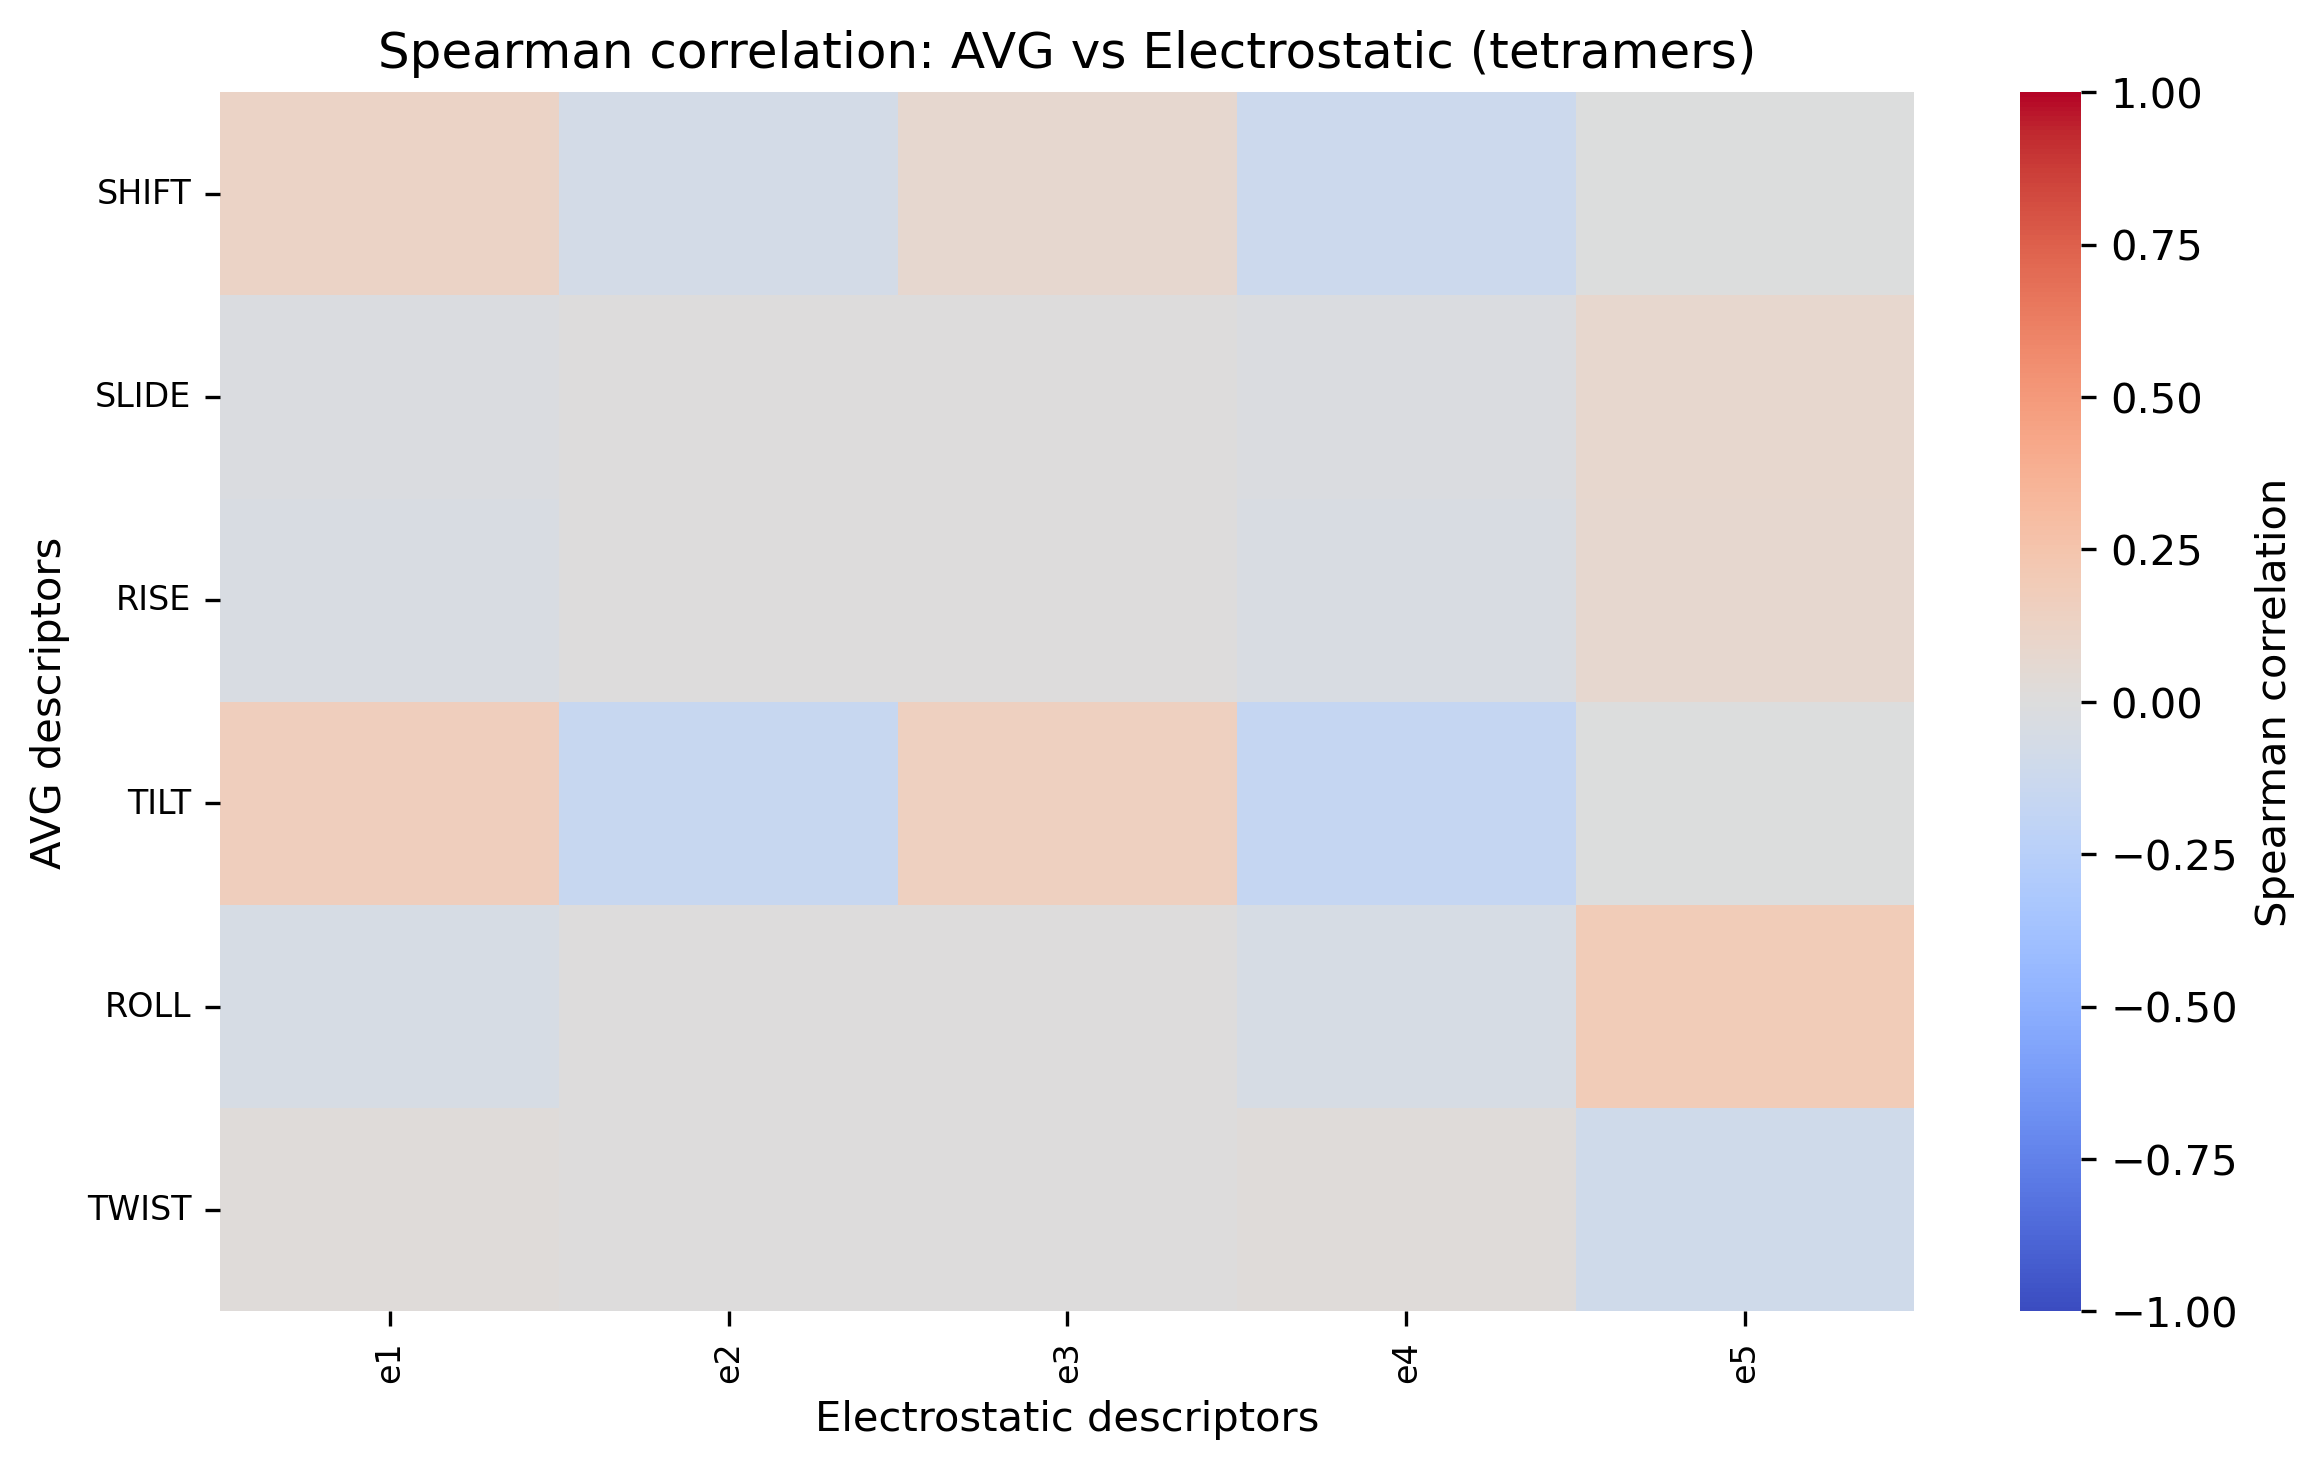 Spearman correlation: AVG vs Electrostatic (tetramers)
AVG descriptors
SHIFT
SLIDE
RISE
TILT
ROLL
TWIST
e1
e2
e3
e4
e5
Electrostatic descriptors
1.00
0.75
0.50
0.25
0.00
−0.25
−0.50
−0.75
−1.00
Spearman correlation